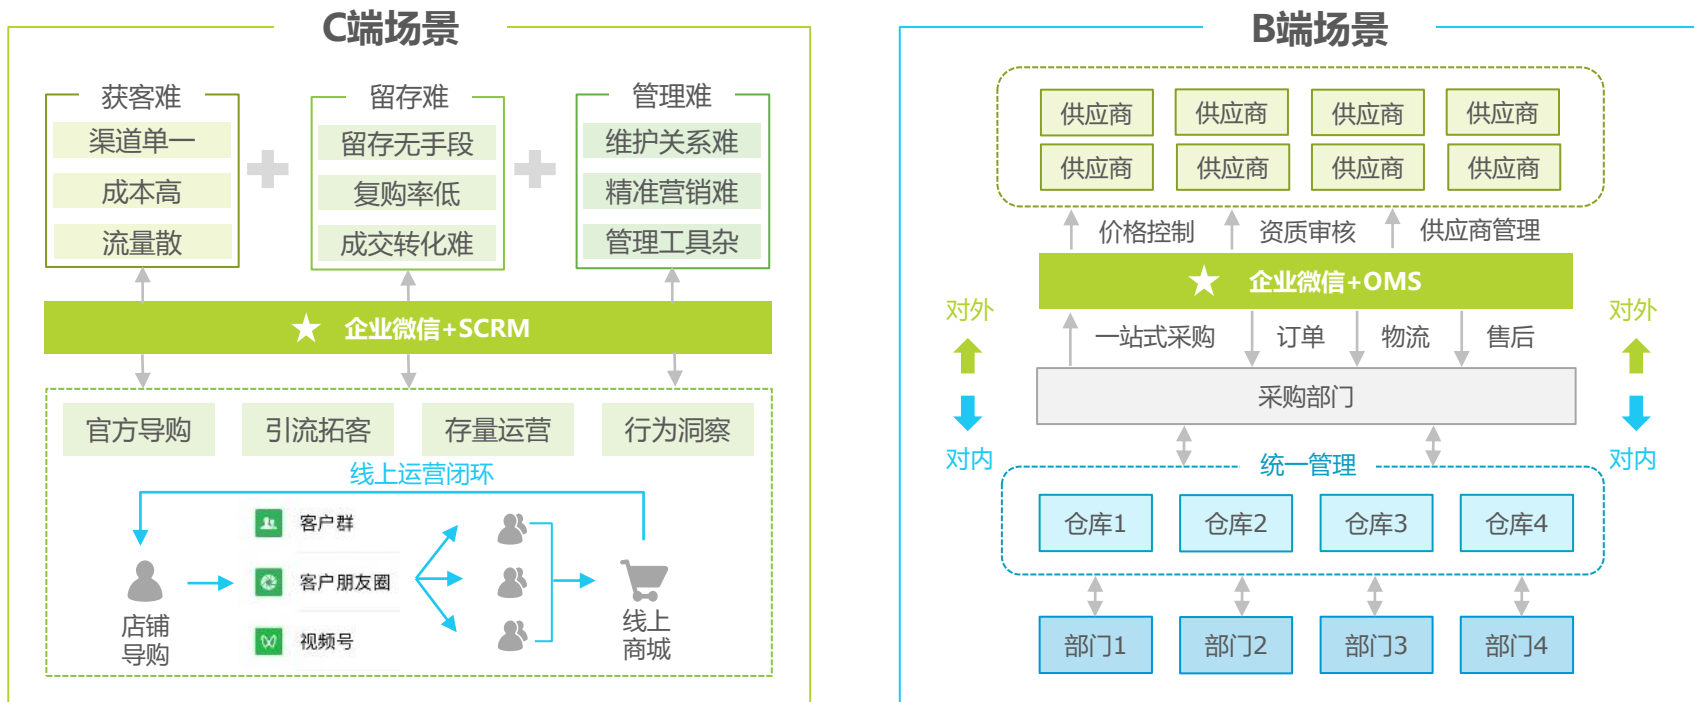 C端场景
获客难
渠道单一
成本高
流量散
留存难
留存无手段
复购率低
成交转化难
管理难
维护关系难
精准营销难
管理工具杂
企业微信+SCRM
官方导购
引流拓客
存量运营
行为洞察
线上运营闭环
店铺
导购
客户群
客户朋友圈
视频号
线上
商城
B端场景
供应商
供应商
供应商
供应商
供应商
供应商
供应商
供应商
价格控制
资质审核
供应商管理
企业微信+OMS
对外
对内
对外
对内
一站式采购
订单
物流
售后
采购部门
统一管理
仓库1
仓库2
仓库3
仓库4
部门1
部门2
部门3
部门4